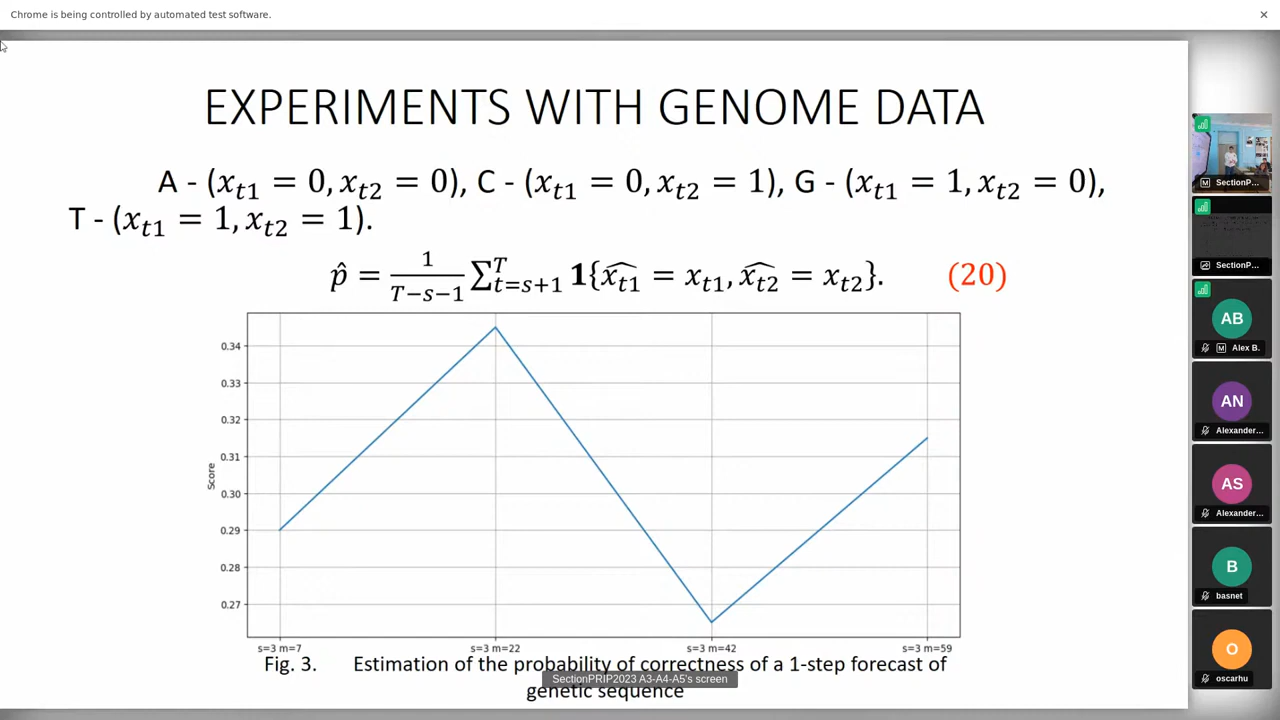 Chrome is being controlled by automated test software.
EXPERIMENTS WITH GENOME DATA
A - (x_{t1} = 0, x_{t2} = 0), C - (x_{t1} = 0, x_{t2} = 1), G - (x_{t1} = 1, x_{t2} = 0),
T - (x_{t1} = 1, x_{t2} = 1).
p̂ = \frac{1}{T−s−1} ∑_{t=s+1}^{T} 1{\widehat{x_{t1}} = x_{t1}, \widehat{x_{t2}} = x_{t2}}. (20)
0.34
0.33
0.32
0.31
0.30
0.29
0.28
0.27
Score
s=3 m=7 s=3 m=22 s=3 m=42 s=3 m=59
Fig. 3. Estimation of the probability of correctness of a 1-step forecast of
genetic sequence
SectionPRIP2023 A3-A4-A5's screen
M SectionP...
SectionP...
AB
M Alex B.
AN
Alexander...
AS
Alexander...
B
basnet
O
oscarhu